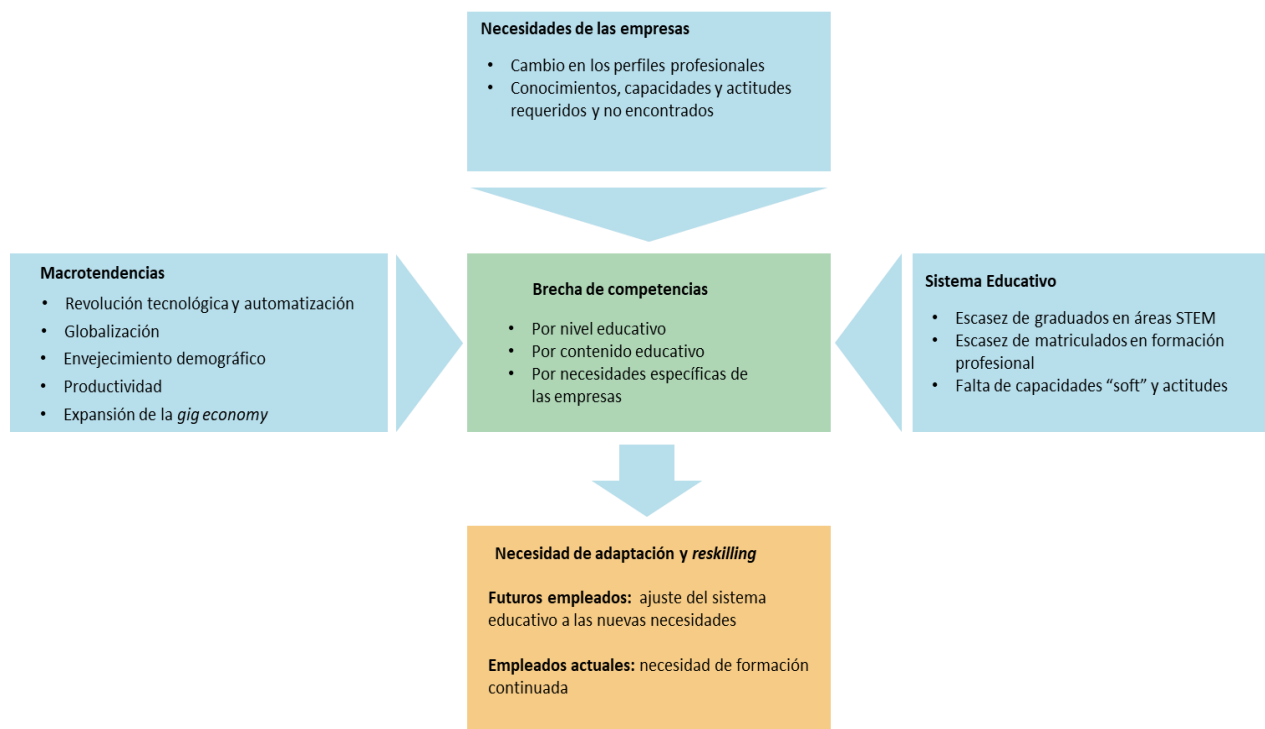 Necesidades de las empresas
• Cambio en los perfiles profesionales
• Conocimientos, capacidades y actitudes
requeridos y no encontrados
Macrotendencias
• Revolución tecnológica y automatización
• Globalización
• Envejecimiento demográfico
• Productividad
• Expansión de la gig economy
Brecha de competencias
• Por nivel educativo
• Por contenido educativo
• Por necesidades específicas de
las empresas
Sistema Educativo
• Escasez de graduados en áreas STEM
• Escasez de matriculados en formación
profesional
• Falta de capacidades “soft” y actitudes
Necesidad de adaptación y reskilling
Futuros empleados: ajuste del sistema
educativo a las nuevas necesidades
Empleados actuales: necesidad de formación
continuada